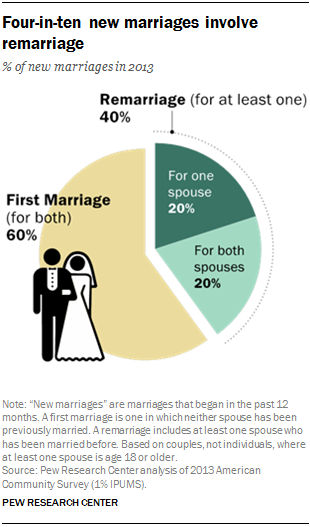 Four-in-ten new marriages involve
remarriage
% of new marriages in 2013
Remarriage (for at least one)
40%
For one
spouse
20%
First Marriage
(for both)
60%
For both
spouses
20%
Note: “New marriages” are marriages that began in the past 12
months. A first marriage is one in which neither spouse has been
previously married. A remarriage includes at least one spouse who
has been married before. Based on couples, not individuals, where
at least one spouse is age 18 or older.
Source: Pew Research Center analysis of 2013 American
Community Survey (1% IPUMS).
PEW RESEARCH CENTER